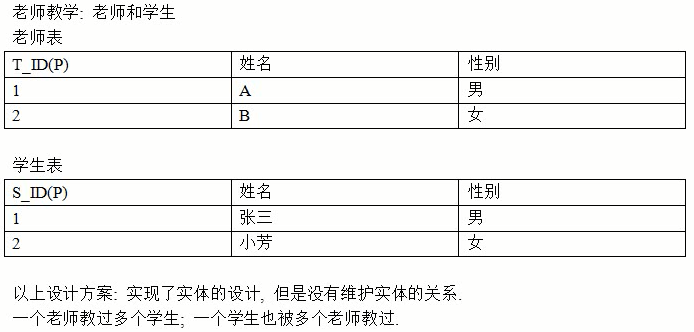 老师教学: 老师和学生
老师表
T_ID(P) 姓名 性别
1 A 男
2 B 女
学生表
S_ID(P) 姓名 性别
1 张三 男
2 小芳 女
以上设计方案: 实现了实体的设计, 但是没有维护实体的关系.
一个老师教过多个学生; 一个学生也被多个老师教过.